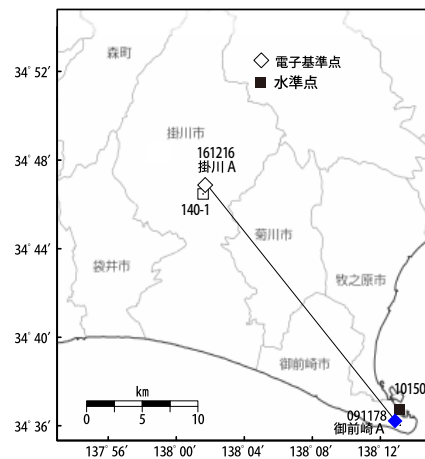 34° 52'
34° 48'
34° 44'
34° 40'
34° 36'
137° 56'
138° 00'
138° 04'
138° 08'
138° 12'
森町
電子基準点
水準点
掛川市
161216
掛川 A
140-1
菊川市
袋井市
牧之原市
御前崎市
km
0 5 10
10150
091178
御前崎 A